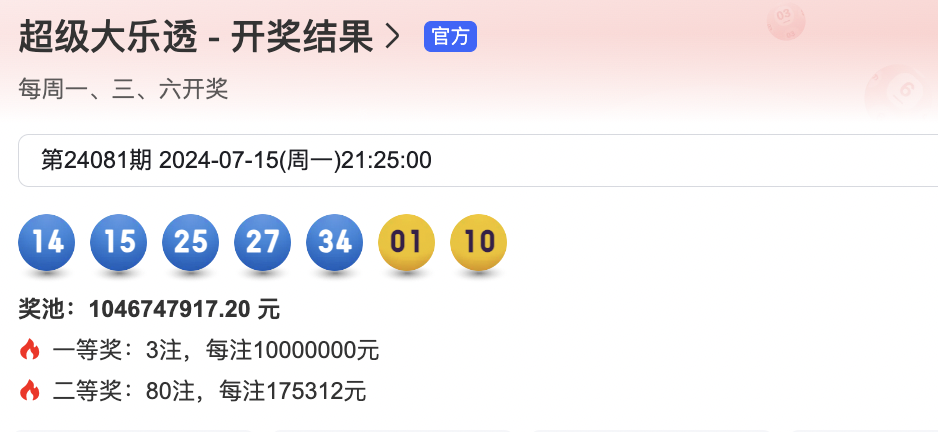 超级大乐透 - 开奖结果 > 官方
每周一、三、六开奖
第24081期 2024-07-15(周一)21:25:00
14 15 25 27 34 01 10
奖池：1046747917.20 元
一等奖：3注，每注10000000元
二等奖：80注，每注175312元
03